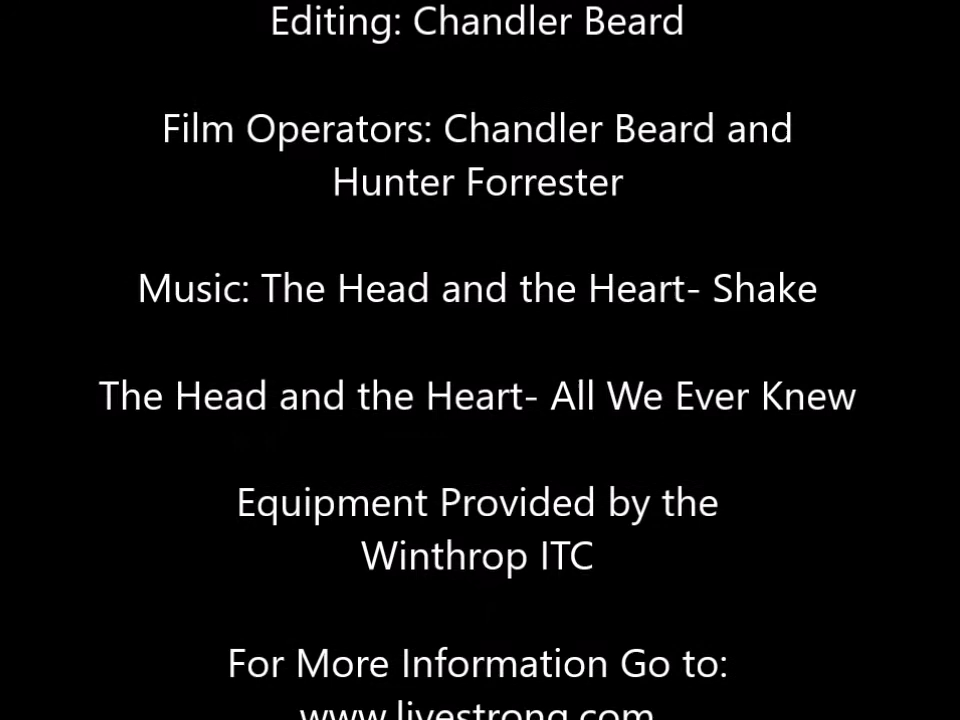 Editing: Chandler Beard
Film Operators: Chandler Beard and
Hunter Forrester
Music: The Head and the Heart- Shake
The Head and the Heart- All We Ever Knew
Equipment Provided by the
Winthrop ITC
For More Information Go to:
www.livestrong.com